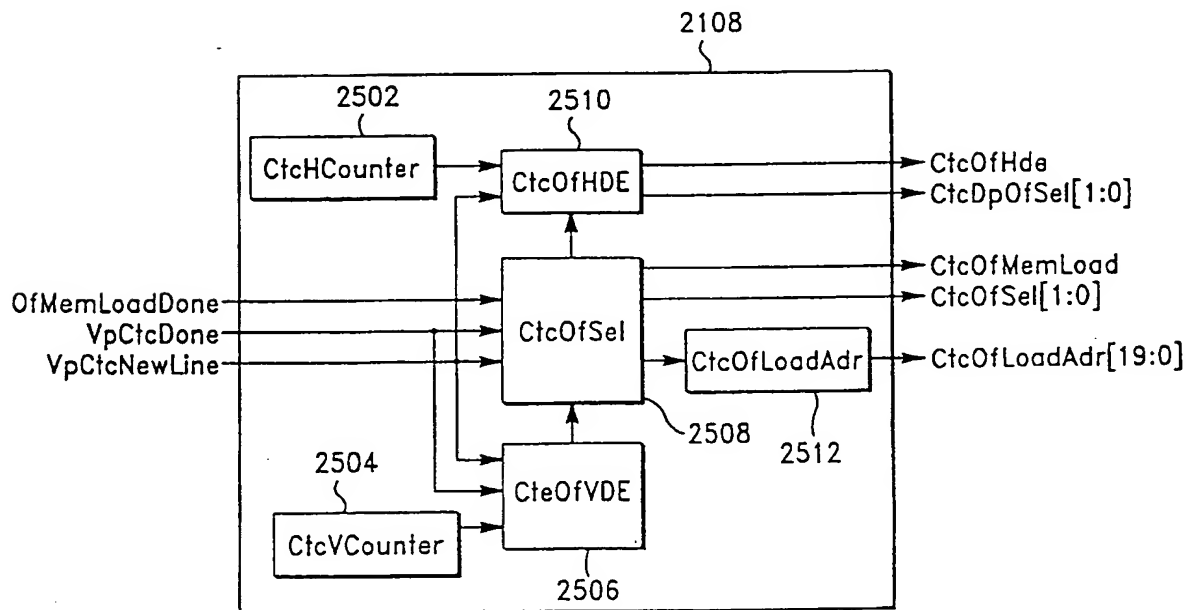 2108
2502
2510
CtcHCounter
CtcOfHDE
CtcOfHde
CtcDpOfSel[1:0]
OfMemLoadDone
VpCtcDone
VpCtcNewLine
CtcOfSel
CtcOfMemLoad
CtcOfSel[1:0]
CtcOfLoadAdr
CtcOfLoadAdr[19:0]
2508
2512
2504
CteOfVDE
CtcVCounter
2506